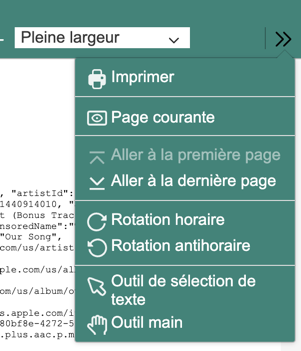 Pleine largeur
Imprimer
Page courante
Aller à la première page
Aller à la dernière page
Rotation horaire
Rotation antihoraire
Outil de sélection de
texte
Outil main
, "artistId":
1440914010, "
t (Bonus Trac
nsoredName":"
"Our Song",
com/us/artist
ple.com/us/al
com/us/album/o
s.apple.com/i
80bf8e-4272-5
.plus.aac.p.m